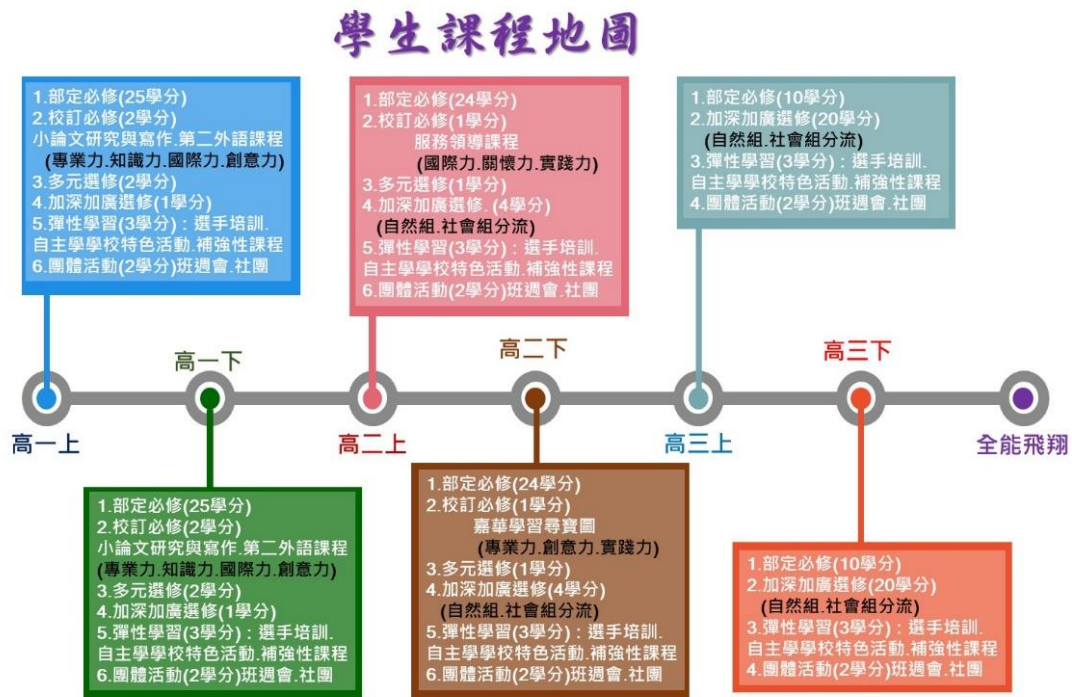 學生課程地圖
1.部定必修(25學分)
2.校訂必修(2學分)
小論文研究與寫作.第二外語課程
(專業力.知識力.國際力.創意力)
3.多元選修(2學分)
4.加深加廣選修(1學分)
5.彈性學習(3學分)：選手培訓.
自主學學校特色活動.補強性課程
6.團體活動(2學分)班週會.社團
1.部定必修(24學分)
2.校訂必修(1學分)
服務領導課程
(國際力.關懷力.實踐力)
3.多元選修(1學分)
4.加深加廣選修. (4學分)
(自然組.社會組分流)
5.彈性學習(3學分)：選手培訓.
自主學學校特色活動.補強性課程
6.團體活動(2學分)班週會.社團
1.部定必修(10學分)
2.加深加廣選修(20學分)
(自然組.社會組分流)
3.彈性學習(3學分)：選手培訓.
自主學學校特色活動.補強性課程
4.團體活動(2學分)班週會.社團
高一下
高二下
高三下
高一上
高二上
高三上
全能飛翔
1.部定必修(25學分)
2.校訂必修(2學分)
小論文研究與寫作.第二外語課程
(專業力.知識力.國際力.創意力)
3.多元選修(2學分)
4.加深加廣選修(1學分)
5.彈性學習(3學分)：選手培訓.
自主學學校特色活動.補強性課程
6.團體活動(2學分)班週會.社團
1.部定必修(24學分)
2.校訂必修(1學分)
嘉華學習尋寶圖
(專業力.創意力.實踐力)
3.多元選修(1學分)
4.加深加廣選修(4學分)
(自然組.社會組分流)
5.彈性學習(3學分)：選手培訓.
自主學學校特色活動.補強性課程
6.團體活動(2學分)班週會.社團
1.部定必修(10學分)
2.加深加廣選修(20學分)
(自然組.社會組分流)
3.彈性學習(3學分)：選手培訓.
自主學學校特色活動.補強性課程
4.團體活動(2學分)班週會.社團